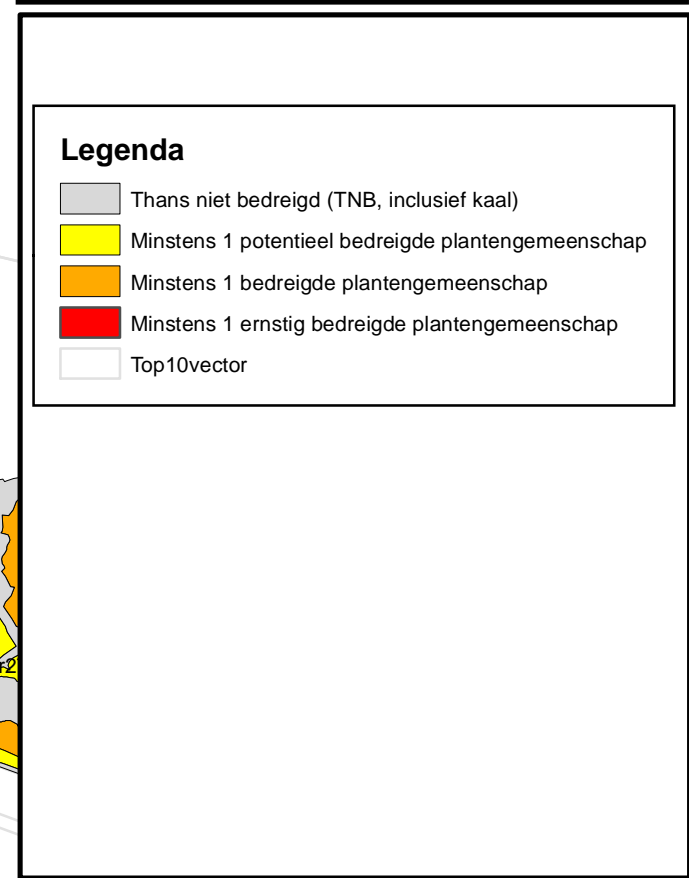 Legenda
Thans niet bedreigd (TNB, inclusief kaal)
Minstens 1 potentieel bedreigde plantengemeenschap
Minstens 1 bedreigde plantengemeenschap
Minstens 1 ernstig bedreigde plantengemeenschap
Top10vector